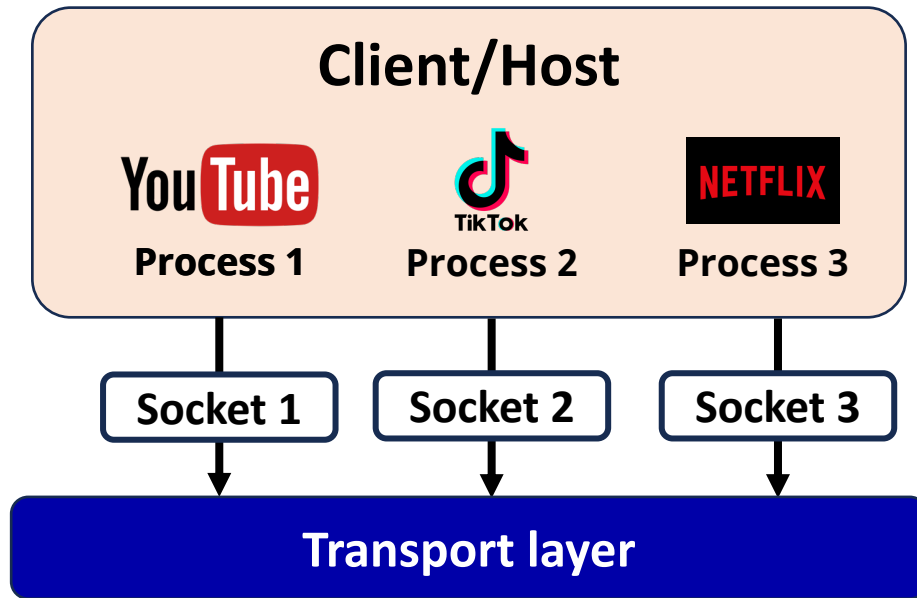 Client/Host
YouTube
TikTok
NETFLIX
Process 1
Process 2
Process 3
Socket 1
Socket 2
Socket 3
Transport layer